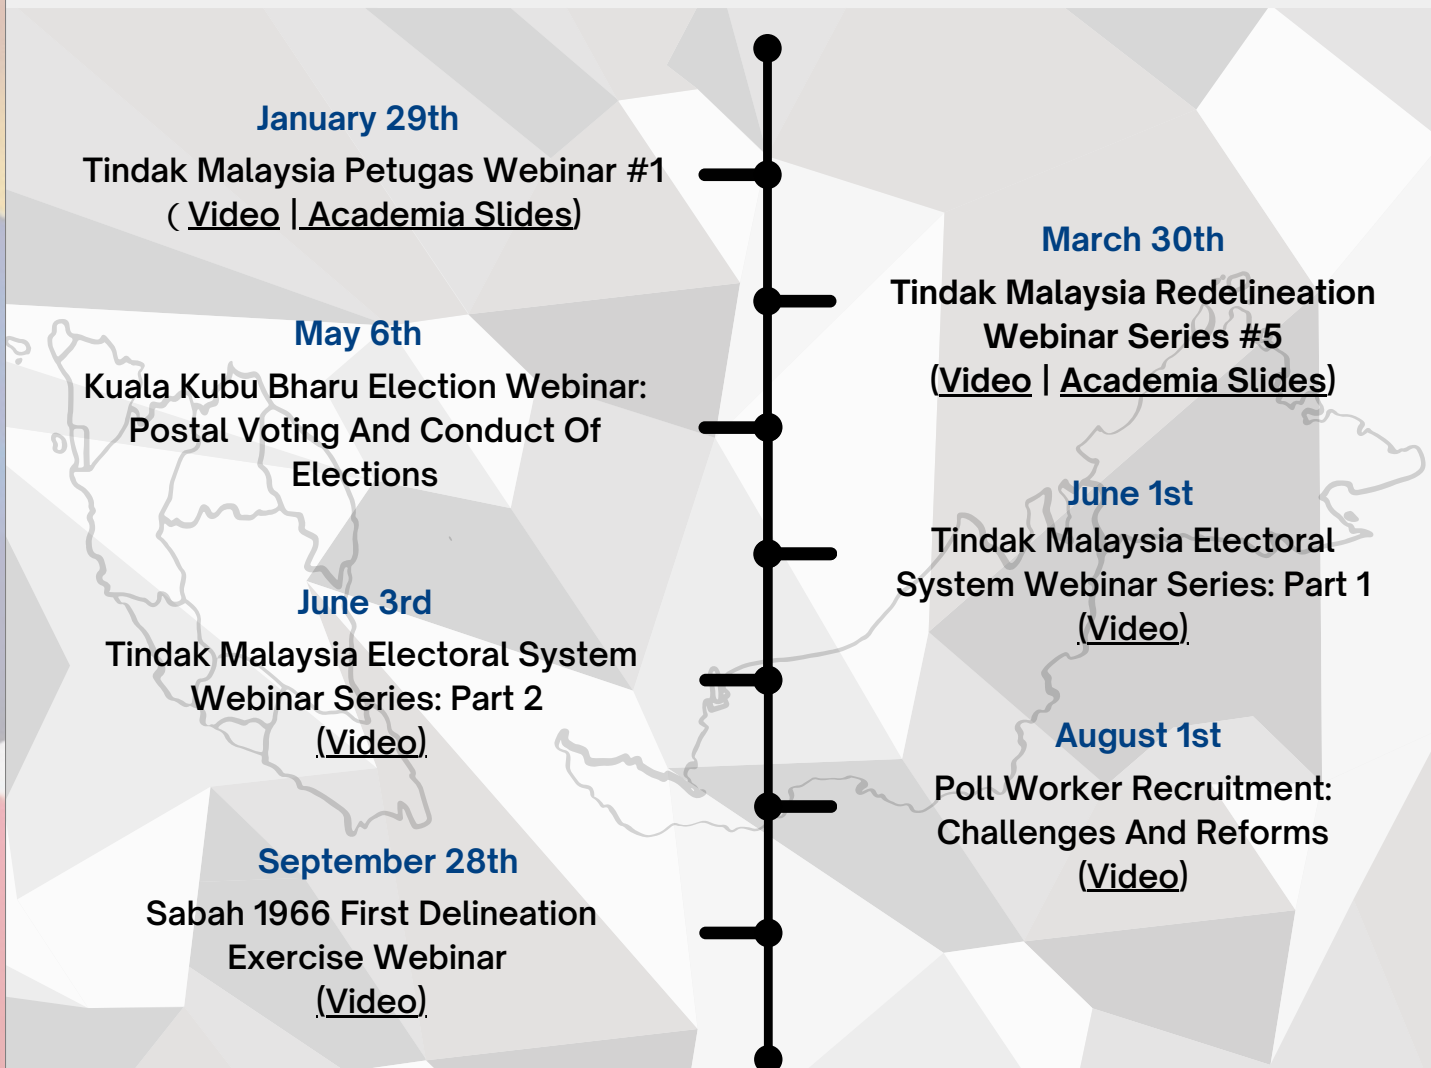 January 29th
Tindak Malaysia Petugas Webinar #1
( Video | Academia Slides)
March 30th
Tindak Malaysia Redelineation
Webinar Series #5
(Video | Academia Slides)
May 6th
Kuala Kubu Bharu Election Webinar:
Postal Voting And Conduct Of
Elections
June 1st
Tindak Malaysia Electoral
System Webinar Series: Part 1
(Video)
June 3rd
Tindak Malaysia Electoral System
Webinar Series: Part 2
(Video)
August 1st
Poll Worker Recruitment:
Challenges And Reforms
(Video)
September 28th
Sabah 1966 First Delineation
Exercise Webinar
(Video)